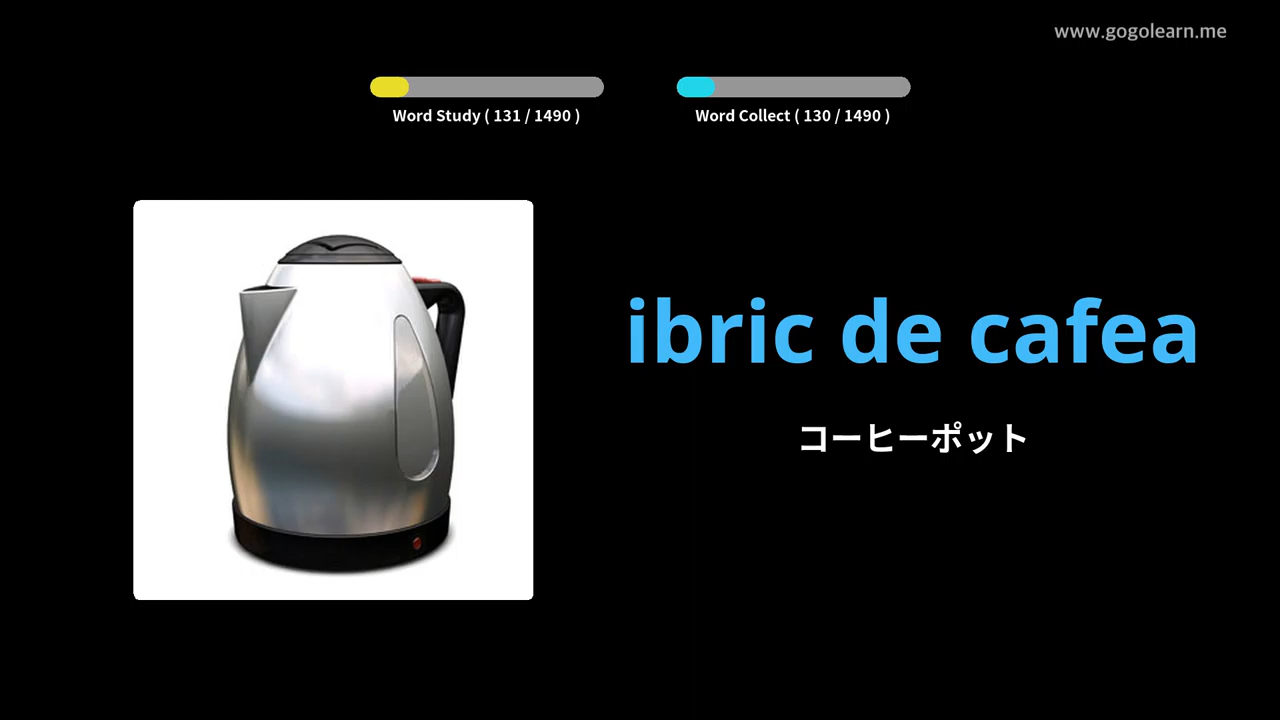 www.gogolearn.me
Word Study ( 131 / 1490 )
Word Collect ( 130 / 1490 )
ibric de cafea
コーヒーポット